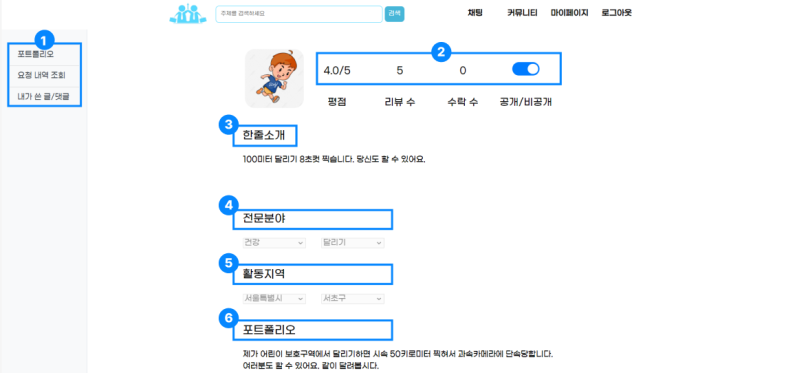 주제를 검색하세요
검색
채팅
커뮤니티
마이페이지
로그아웃
1
포트폴리오
요청 내역 조회
내가 쓴 글/댓글
2
4.0/5 5 0
평점 리뷰 수 수락 수 공개/비공개
3
한줄소개
100미터 달리기 8초컷 찍습니다. 당신도 할 수 있어요.
4
전문분야
건강 달리기
5
활동지역
서울특별시 서초구
6
포트폴리오
제가 어린이 보호구역에서 달리기하면 시속 50키로미터 찍혀서 과속카메라에 단속당합니다.
여러분도 할 수 있어요. 같이 달려봅시다.